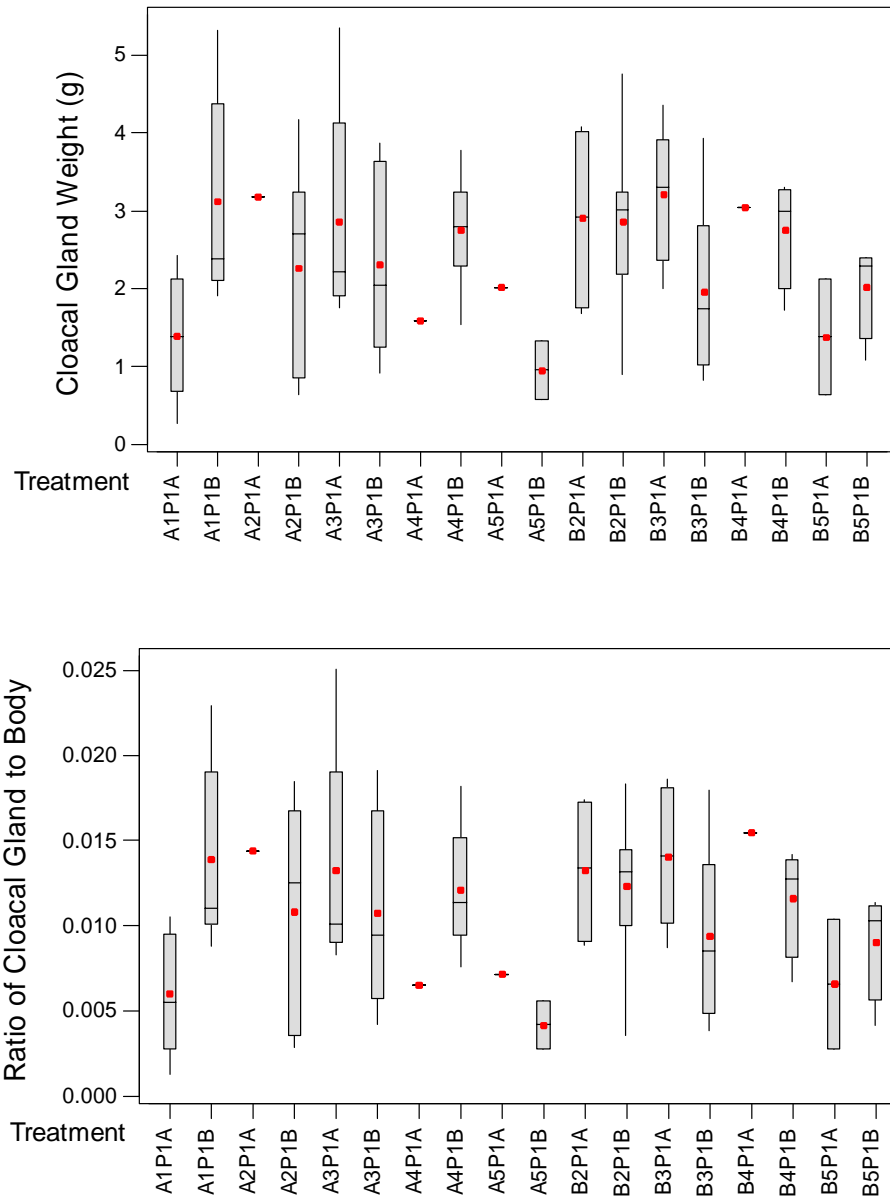 Cloacal Gland Weight (g)
5
4
3
2
1
0
Treatment
A1P1A
A1P1B
A2P1A
A2P1B
A3P1A
A3P1B
A4P1A
A4P1B
A5P1A
A5P1B
B2P1A
B2P1B
B3P1A
B3P1B
B4P1A
B4P1B
B5P1A
B5P1B
Ratio of Cloacal Gland to Body
0.025
0.020
0.015
0.010
0.005
0.000
Treatment
A1P1A
A1P1B
A2P1A
A2P1B
A3P1A
A3P1B
A4P1A
A4P1B
A5P1A
A5P1B
B2P1A
B2P1B
B3P1A
B3P1B
B4P1A
B4P1B
B5P1A
B5P1B